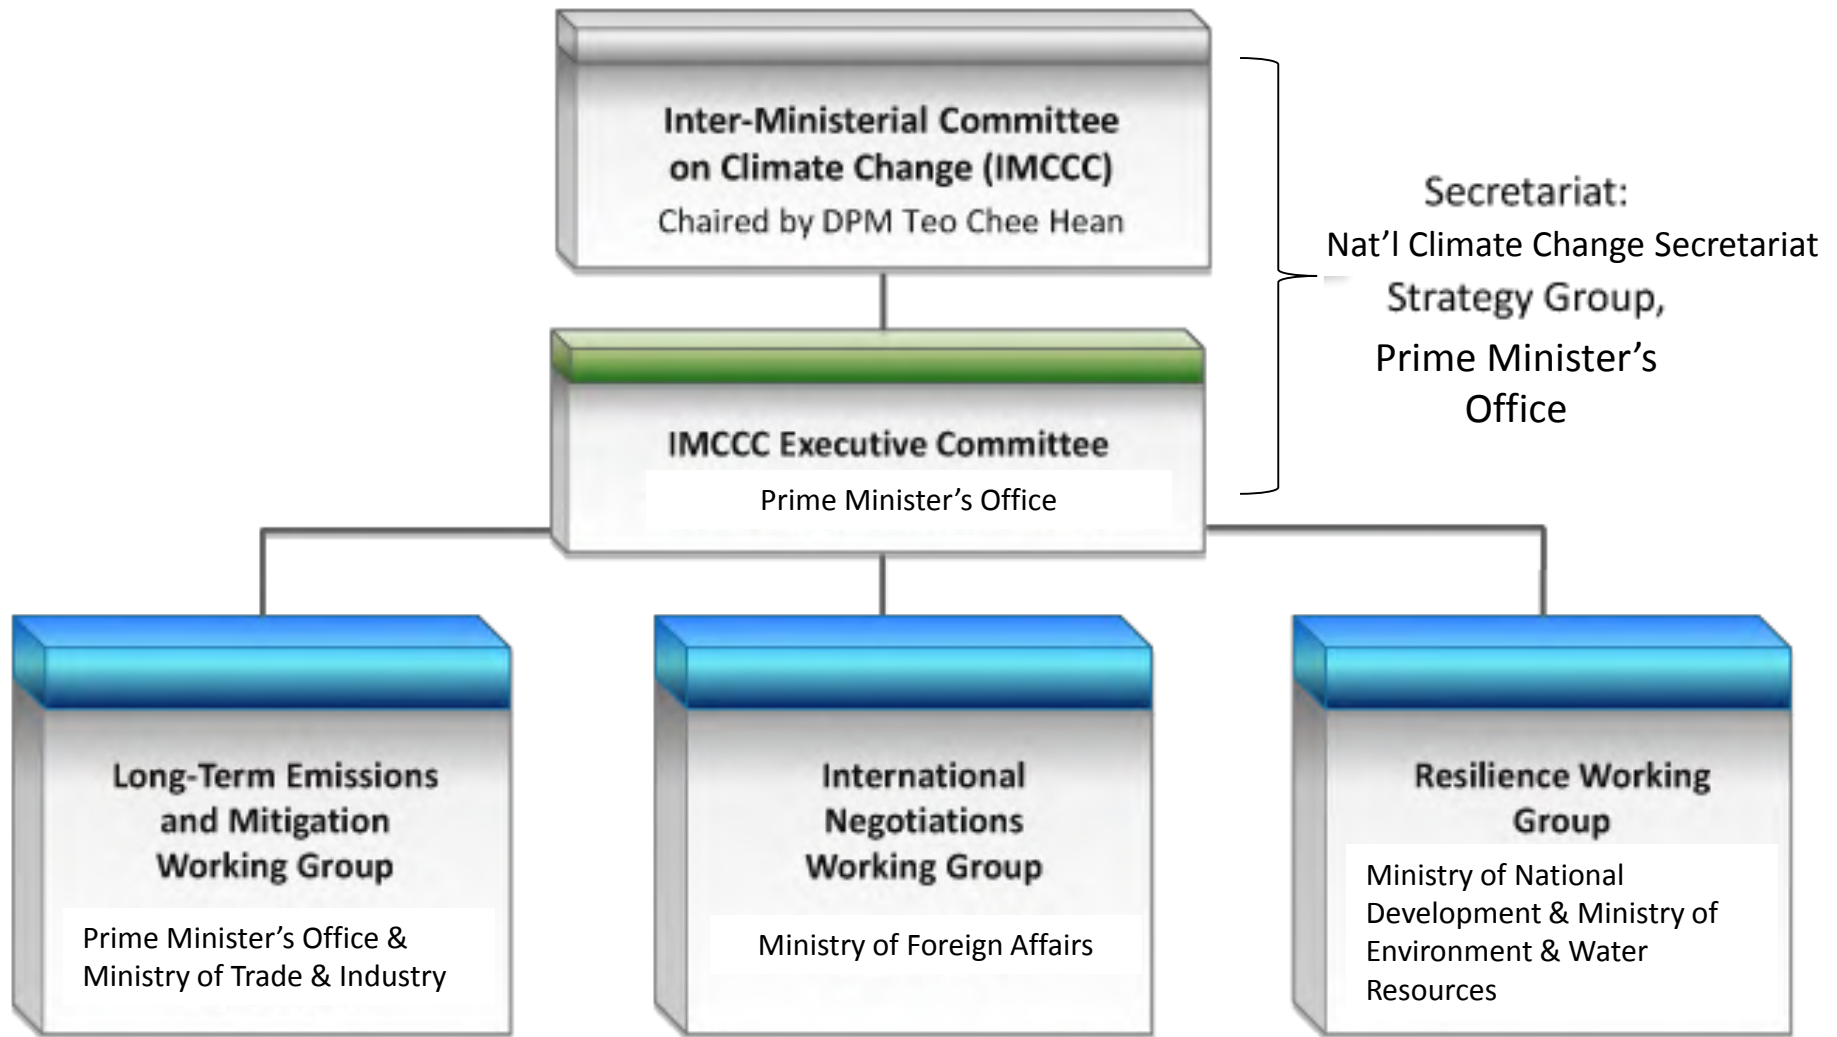 Inter-Ministerial Committee
on Climate Change (IMCCC)
Chaired by DPM Teo Chee Hean
Secretariat:
Nat’l Climate Change Secretariat
Strategy Group,
Prime Minister’s
Office
IMCCC Executive Committee
Prime Minister’s Office
Long-Term Emissions
and Mitigation
Working Group
Prime Minister’s Office &
Ministry of Trade & Industry
International
Negotiations
Working Group
Ministry of Foreign Affairs
Resilience Working
Group
Ministry of National
Development & Ministry of
Environment & Water
Resources